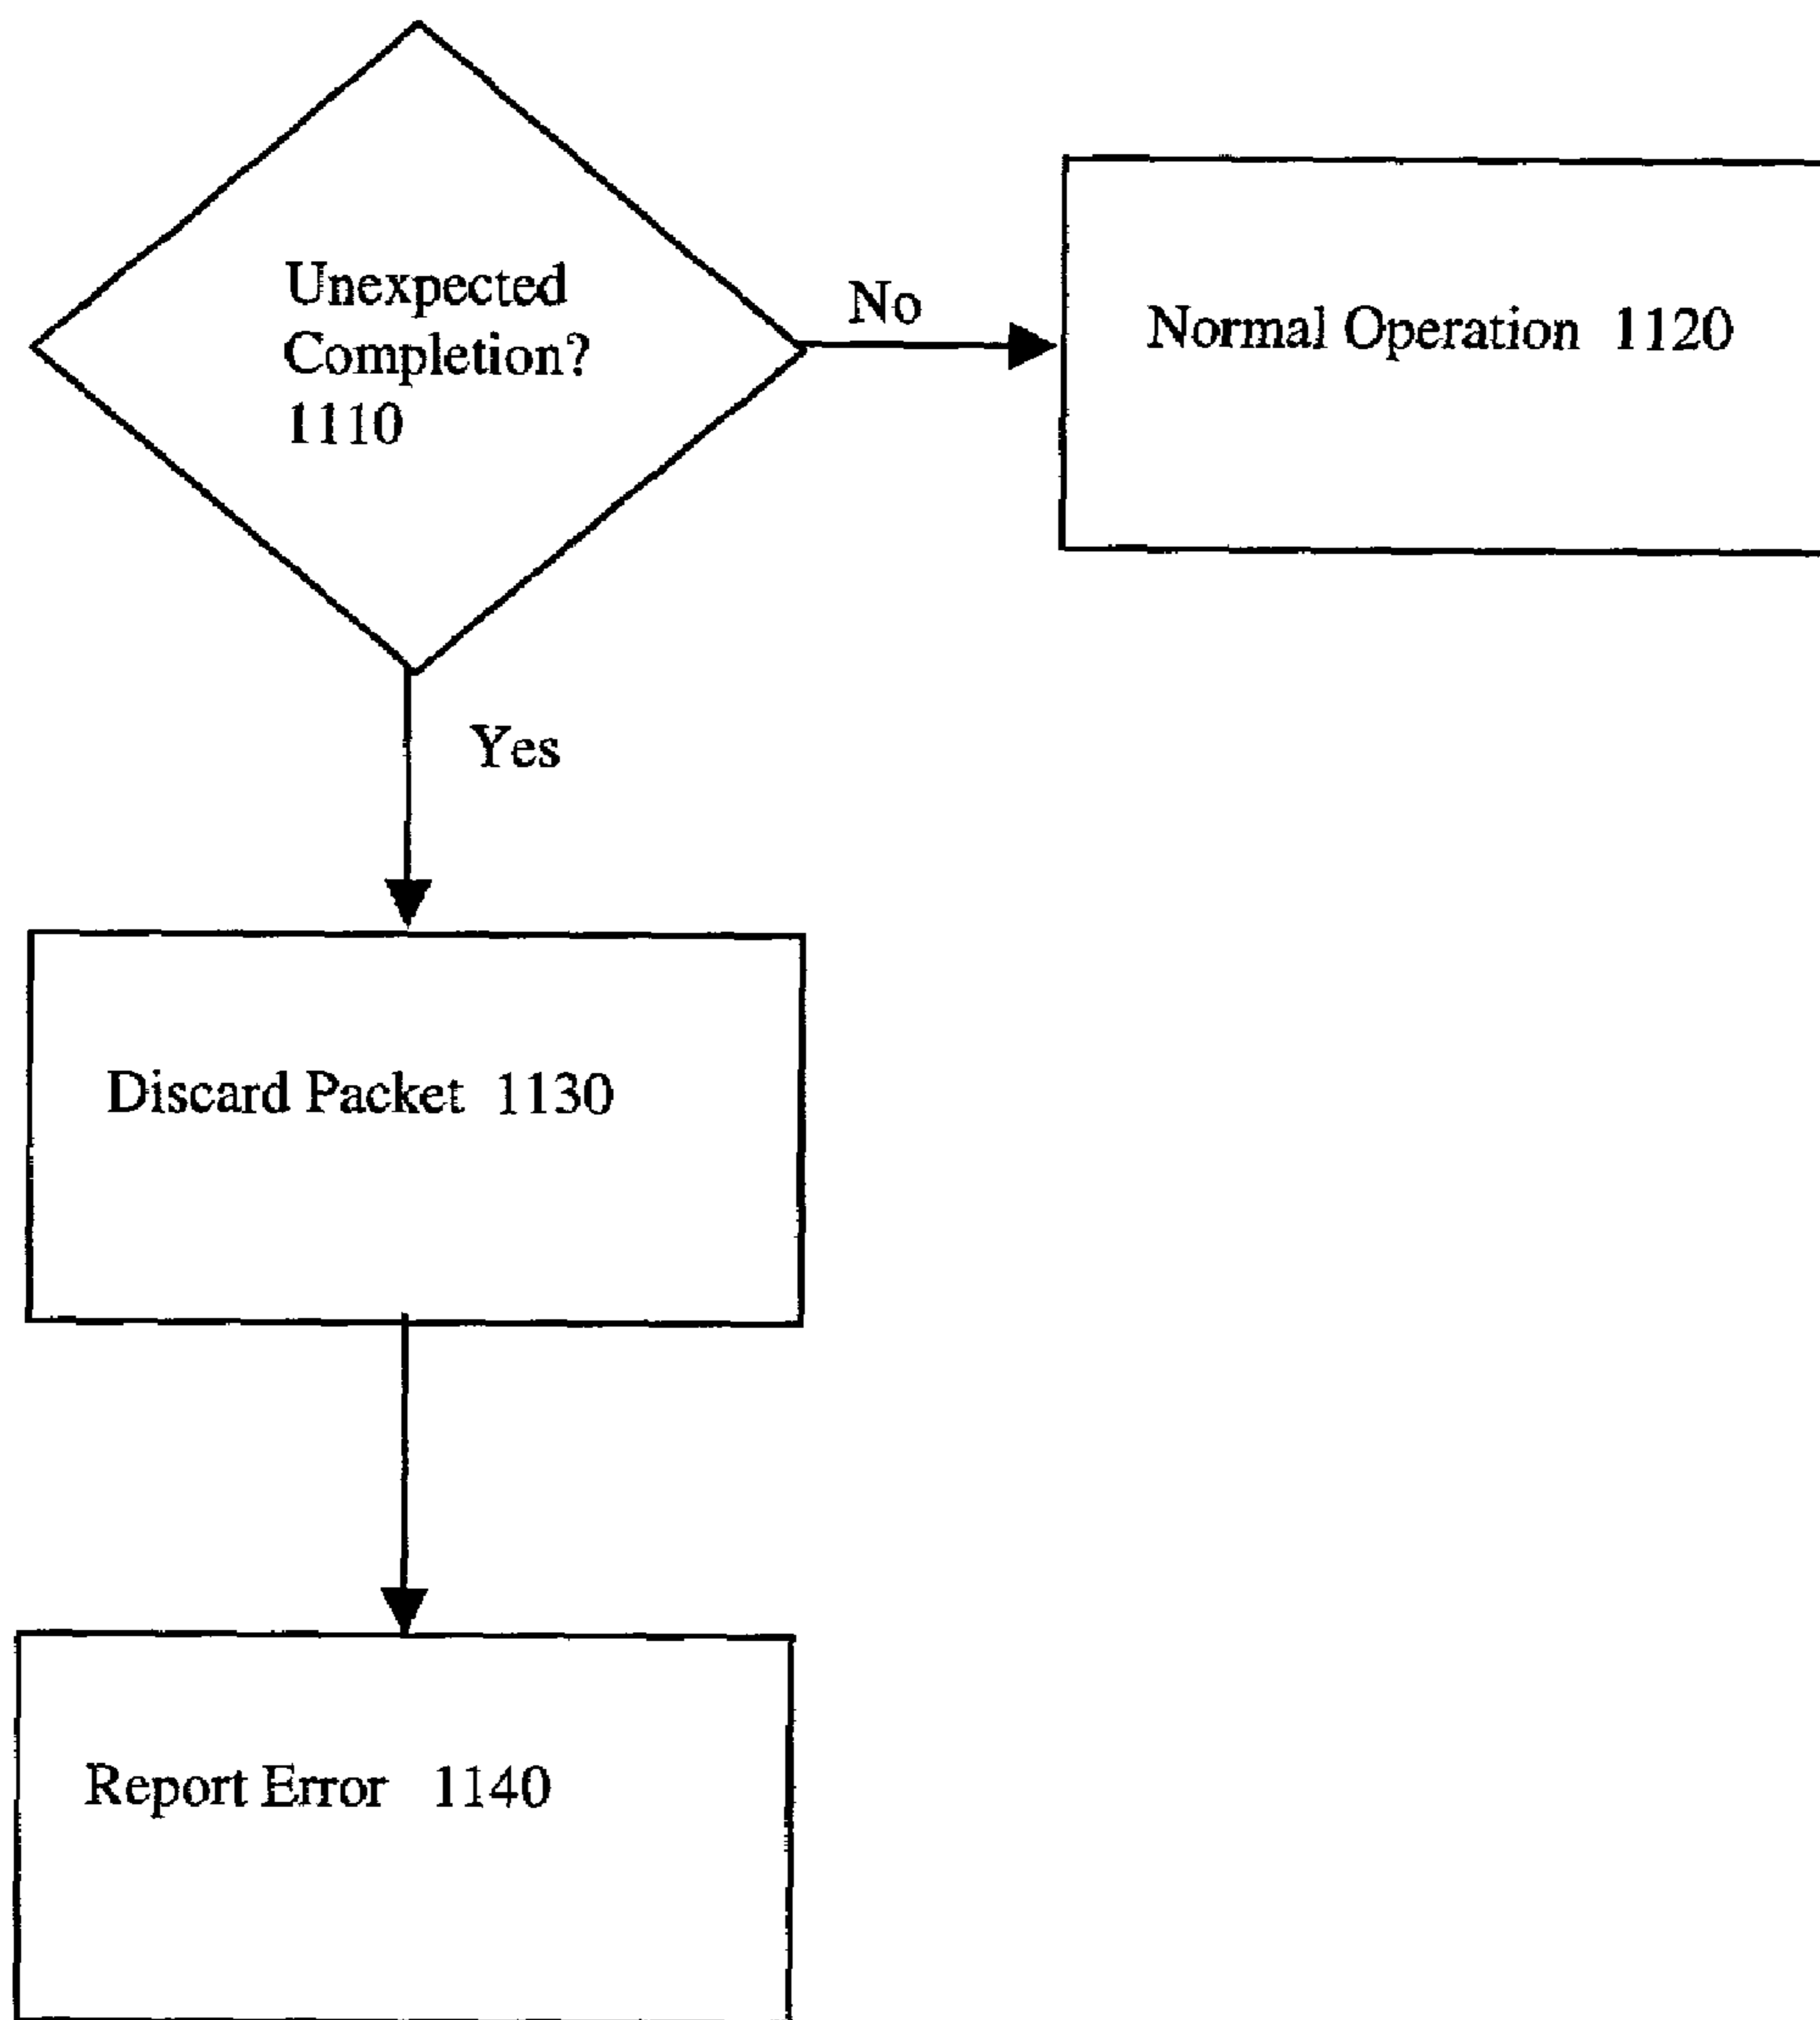 Unexpected
Completion?
1110
No
Normal Operation 1120
Yes
Discard Packet 1130
Report Error 1140